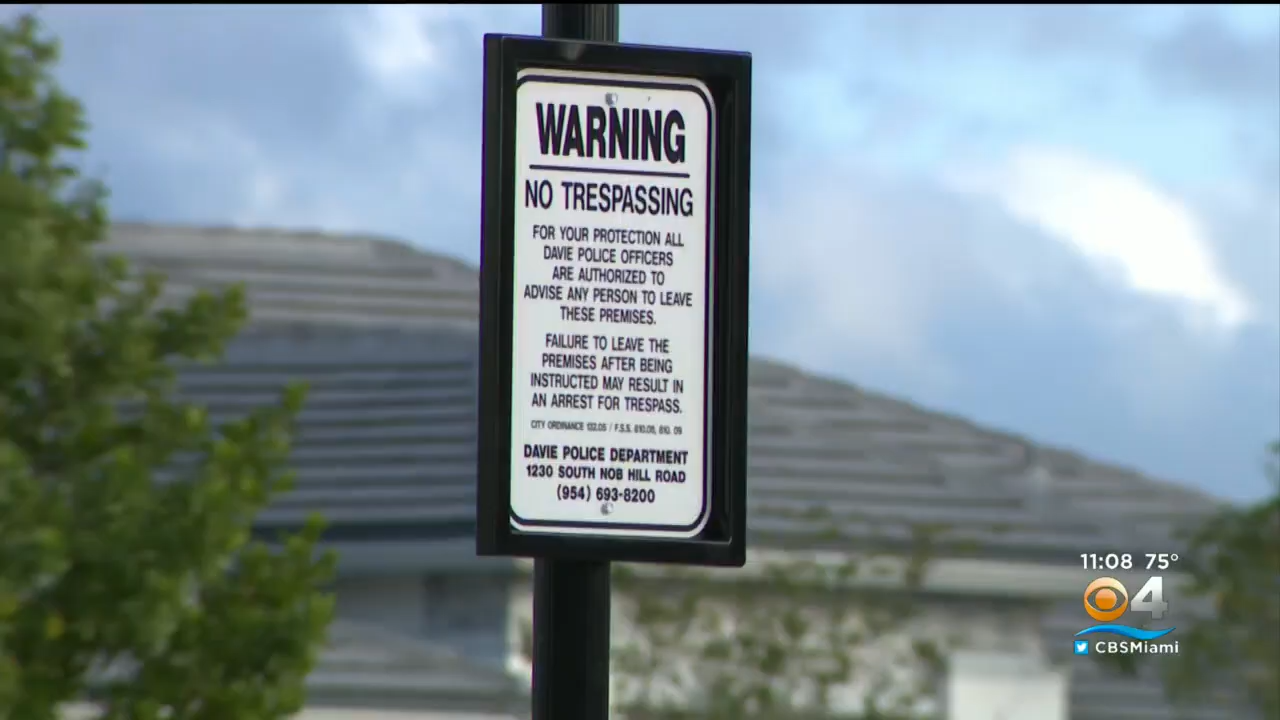 WARNING
NO TRESPASSING
FOR YOUR PROTECTION ALL
DAVIE POLICE OFFICERS
ARE AUTHORIZED TO
ADVISE ANY PERSON TO LEAVE
THESE PREMISES.
FAILURE TO LEAVE THE
PREMISES AFTER BEING
INSTRUCTED MAY RESULT IN
AN ARREST FOR TRESPASS.
CITY ORDINANCE / F.S.S. 810.08, 810. 09
DAVIE POLICE DEPARTMENT
1230 SOUTH NOB HILL ROAD
(954) 693-8200
11:08 75°
4
CBSMiami